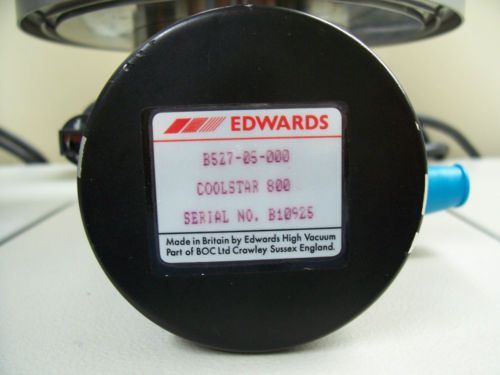 EDWARDS
B527-05-000
COOLSTAR 800
SERIAL NO. B10925
Made in Britain by Edwards High Vacuum
Part of BOC Ltd Crawley Sussex England.